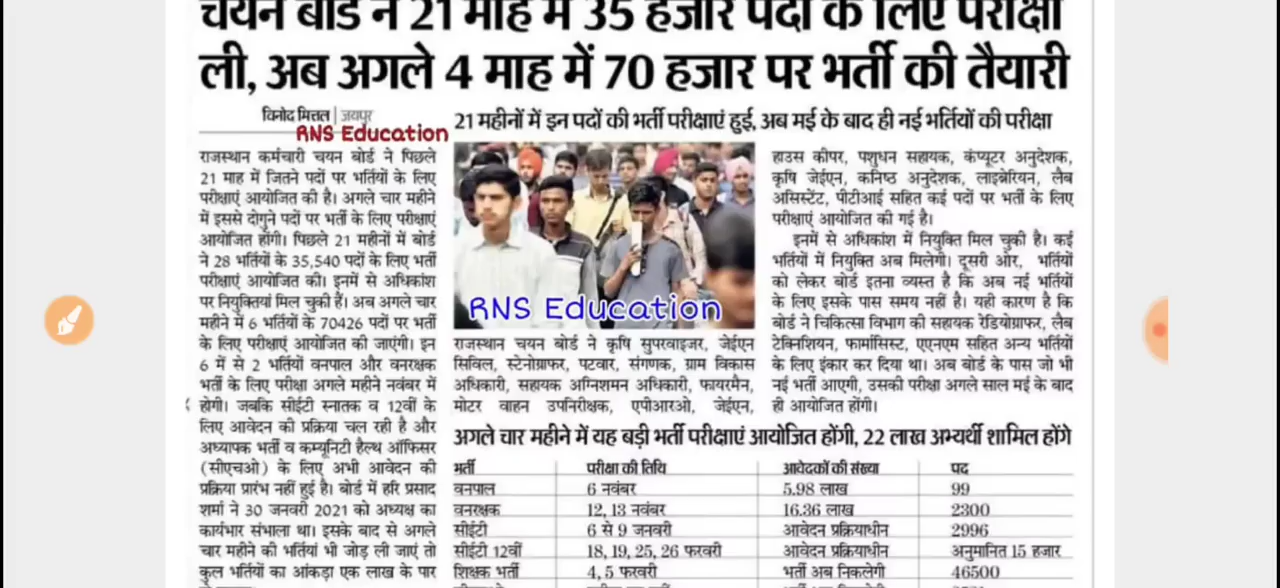 चयन बोर्ड ने 21 माह में 35 हजार पदों के लिए परीक्षा
ली, अब अगले 4 माह में 70 हजार पर भर्ती की तैयारी
विनोद मित्तल | जयपुर
RNS Education
राजस्थान कर्मचारी चयन बोर्ड ने पिछले
21 माह में जितने पदों पर भर्तियों के लिए
परीक्षाएं आयोजित की है। अगले चार महीने
में इससे दोगुने पदों पर भर्ती के लिए परीक्षाएं
आयोजित होंगी। पिछले 21 महीनों में बोर्ड
ने 28 भर्तियों के 35,540 पदों के लिए भर्ती
परीक्षाएं आयोजित की। इनमें से अधिकांश
पर नियुक्तियां मिल चुकी हैं। अब अगले चार
महीने में 6 भर्तियों के 70426 पदों पर भर्ती
के लिए परीक्षाएं आयोजित की जाएंगी। इन
6 में से 2 भर्तियों वनपाल और वनरक्षक
भर्ती के लिए परीक्षा अगले महीने नवंबर में
होगी। जबकि सीईटी स्नातक व 12वीं के
लिए आवेदन की प्रक्रिया चल रही है और
अध्यापक भर्ती व कम्यूनिटी हैल्थ ऑफिसर
(सीएचओ) के लिए अभी आवेदन की
प्रक्रिया प्रारंभ नहीं हुई है। बोर्ड में हरि प्रसाद
शर्मा ने 30 जनवरी 2021 को अध्यक्ष का
कार्यभार संभाला था। इसके बाद से अगले
चार महीने की भर्तियां भी जोड़ ली जाएं तो
कुल भर्तियों का आंकड़ा एक लाख के पार
21 महीनों में इन पदों की भर्ती परीक्षाएं हुई, अब मई के बाद ही नई भर्तियों की परीक्षा
RNS Education
राजस्थान चयन बोर्ड ने कृषि सुपरवाइजर, जेईएन
सिविल, स्टेनोग्राफर, पटवार, संगणक, ग्राम विकास
अधिकारी, सहायक अग्निशमन अधिकारी, फायरमैन,
मोटर वाहन उपनिरीक्षक, एपीआरओ, जेईएन,
हाउस कीपर, पशुधन सहायक, कंप्यूटर अनुदेशक,
कृषि जेईएन, कनिष्ठ अनुदेशक, लाइब्रेरियन, लैब
असिस्टेंट, पीटीआई सहित कई पदों पर भर्ती के लिए
परीक्षाएं आयोजित की गई है।
इनमें से अधिकांश में नियुक्ति मिल चुकी है। कई
भर्तियों में नियुक्ति अब मिलेगी। दूसरी ओर, भर्तियों
को लेकर बोर्ड इतना व्यस्त है कि अब नई भर्तियों
के लिए इसके पास समय नहीं है। यही कारण है कि
बोर्ड ने चिकित्सा विभाग की सहायक रेडियोग्राफर, लैब
टेक्निशियन, फार्मासिस्ट, एएनएम सहित अन्य भर्तियों
के लिए इंकार कर दिया था। अब बोर्ड के पास जो भी
नई भर्ती आएगी, उसकी परीक्षा अगले साल मई के बाद
ही आयोजित होंगी।
अगले चार महीने में यह बड़ी भर्ती परीक्षाएं आयोजित होंगी, 22 लाख अभ्यर्थी शामिल होंगे
भर्ती परीक्षा की तिथि आवेदकों की संख्या पद
वनपाल 6 नवंबर 5.98 लाख 99
वनरक्षक 12, 13 नवंबर 16.36 लाख 2300
सीईटी 6 से 9 जनवरी आवेदन प्रक्रियाधीन 2996
सीईटी 12वीं 18, 19, 25, 26 फरवरी आवेदन प्रक्रियाधीन अनुमानित 15 हजार
शिक्षक भर्ती 4, 5 फरवरी भर्ती अब निकलेगी 46500